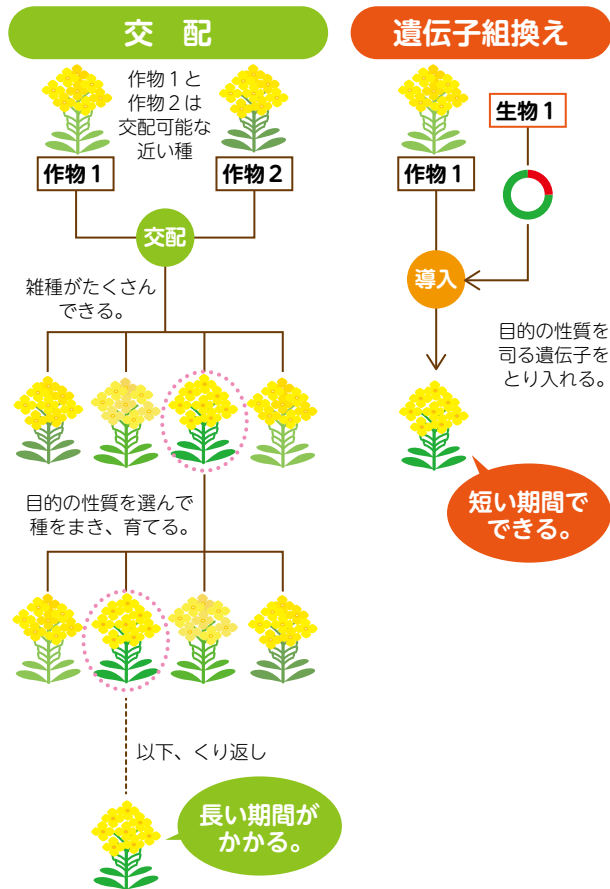 交 配
作物1と
作物2は
交配可能な
近い種
作物1
作物2
交配
雑種がたくさん
できる。
目的の性質を選んで
種をまき、育てる。
以下、くり返し
長い期間が
かかる。
遺伝子組換え
生物1
作物1
導入
目的の性質を
司る遺伝子を
とり入れる。
短い期間で
できる。